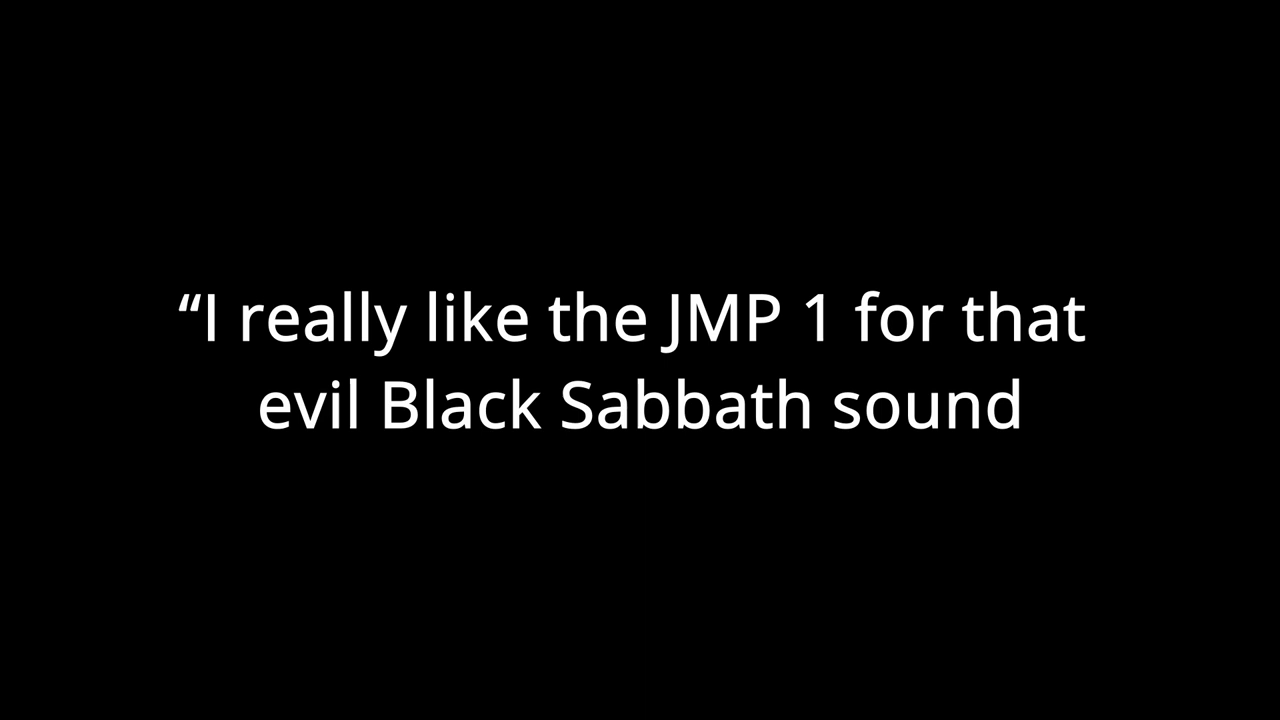 “I really like the JMP 1 for that
evil Black Sabbath sound